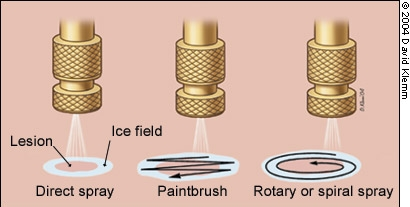 © 2004 David Klemm
Lesion
Ice field
Direct spray
Paintbrush
Rotary or spiral spray